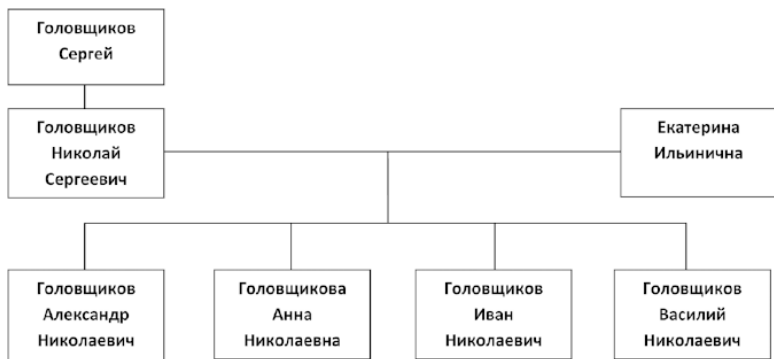 Головщиков
Сергей
Головщиков
Николай
Сергеевич
Екатерина
Ильинична
Головщиков
Александр
Николаевич
Головщикова
Анна
Николаевна
Головщиков
Иван
Николаевич
Головщиков
Василий
Николаевич